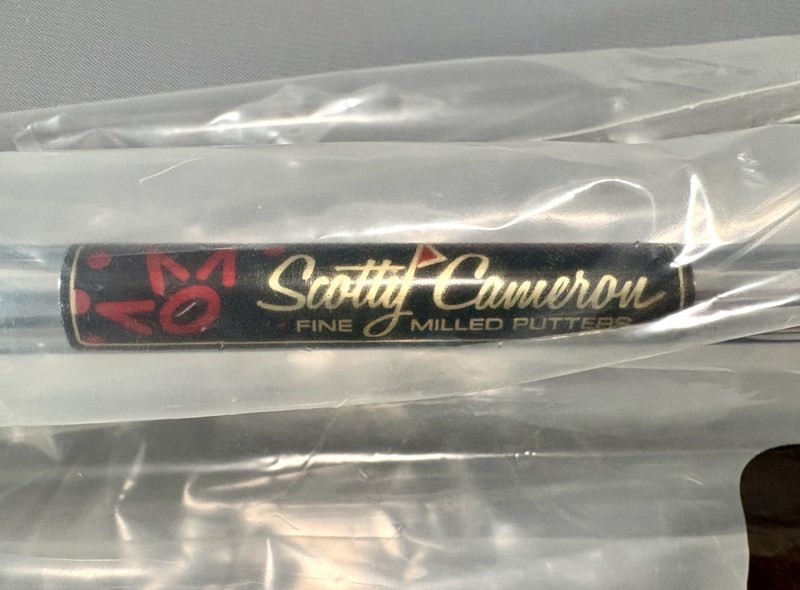 Scotty Cameron
FINE MILLED PUTTERS